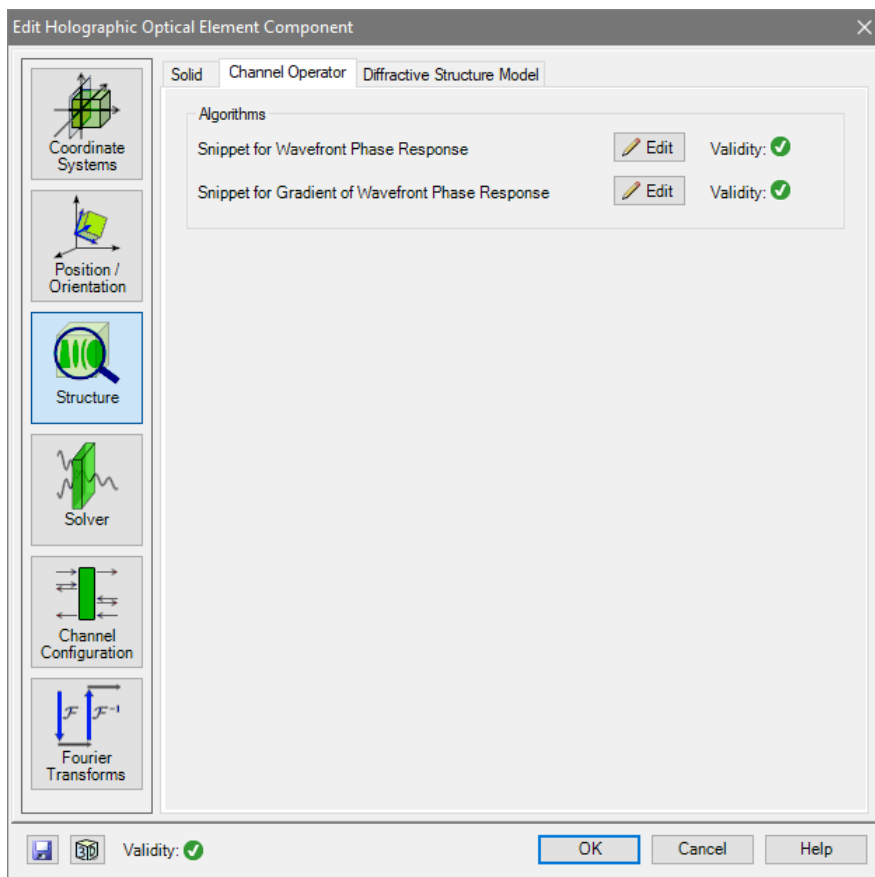 Edit Holographic Optical Element Component
Solid
Channel Operator
Diffractive Structure Model
Coordinate
Systems
Position /
Orientation
Structure
Solver
Channel
Configuration
ℱ ℱ⁻¹
Fourier
Transforms
Algorithms
Snippet for Wavefront Phase Response
Edit
Validity:
Snippet for Gradient of Wavefront Phase Response
Edit
Validity:
3D
Validity:
OK
Cancel
Help